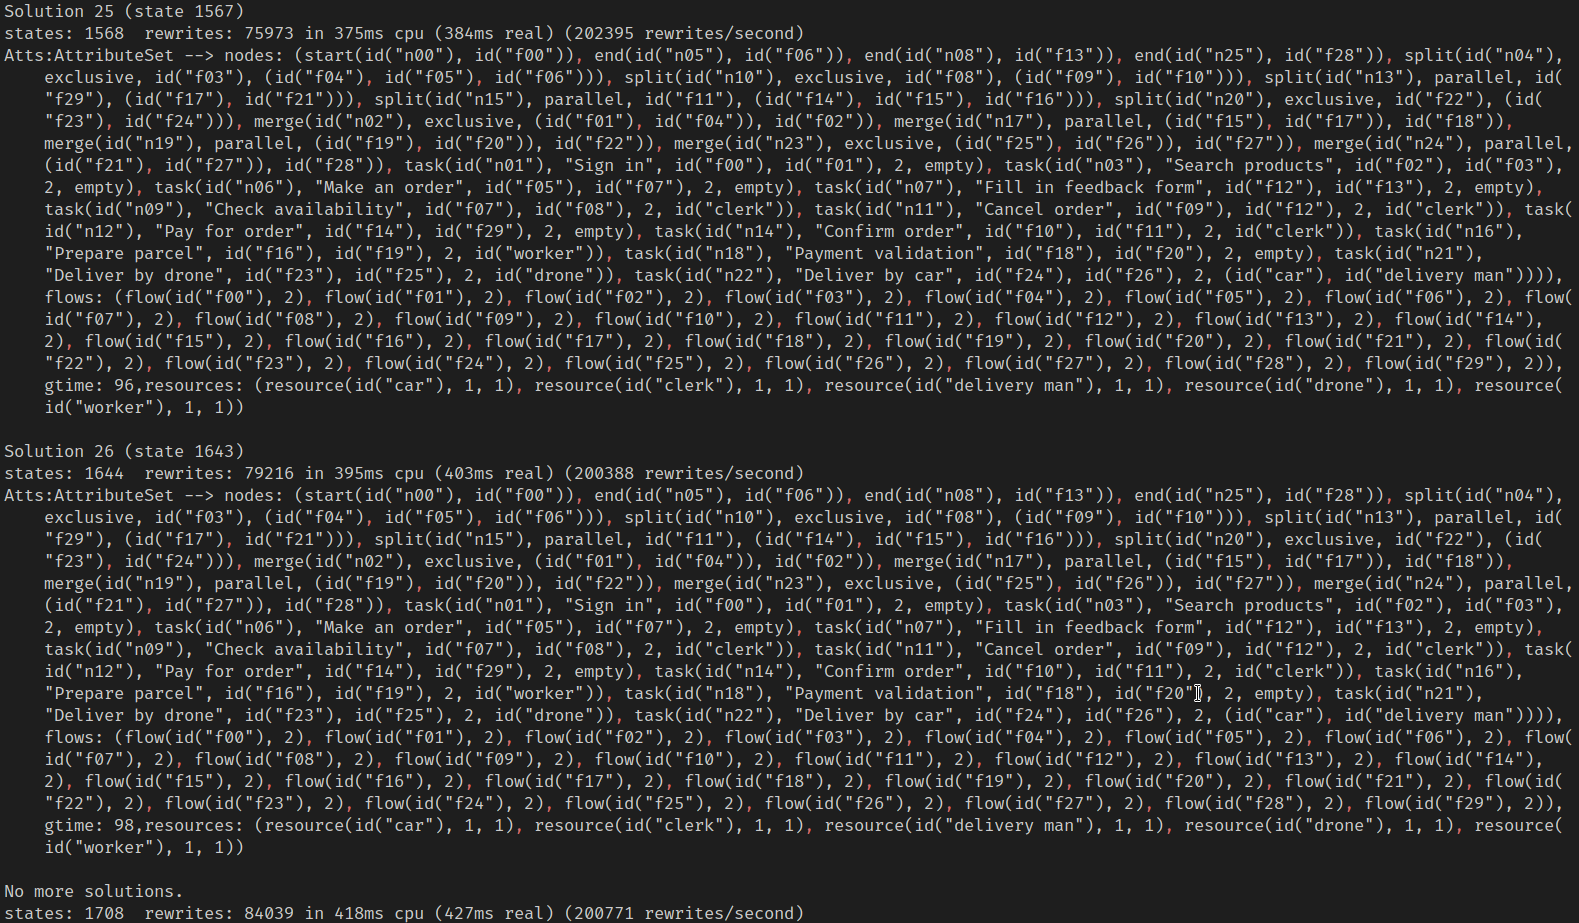 Solution 25 (state 1567)
states: 1568  rewrites: 75973 in 375ms cpu (384ms real) (202395 rewrites/second)
Atts:AttributeSet --> nodes: (start(id("n00"), id("f00")), end(id("n05"), id("f06")), end(id("n08"), id("f13")), end(id("n25"), id("f28")), split(id("n04"),
exclusive, id("f03"), (id("f04"), id("f05"), id("f06"))), split(id("n10"), exclusive, id("f08"), (id("f09"), id("f10"))), split(id("n13"), parallel, id(
"f29"), (id("f17"), id("f21"))), split(id("n15"), parallel, id("f11"), (id("f14"), id("f15"), id("f16"))), split(id("n20"), exclusive, id("f22"), (id(
"f23"), id("f24"))), merge(id("n02"), exclusive, (id("f01"), id("f04")), id("f02")), merge(id("n17"), parallel, (id("f15"), id("f17")), id("f18")),
merge(id("n19"), parallel, (id("f19"), id("f20")), id("f22")), merge(id("n23"), exclusive, (id("f25"), id("f26")), id("f27")), merge(id("n24"), parallel,
(id("f21"), id("f27")), id("f28")), task(id("n01"), "Sign in", id("f00"), id("f01"), 2, empty), task(id("n03"), "Search products", id("f02"), id("f03"),
2, empty), task(id("n06"), "Make an order", id("f05"), id("f07"), 2, empty), task(id("n07"), "Fill in feedback form", id("f12"), id("f13"), 2, empty),
task(id("n09"), "Check availability", id("f07"), id("f08"), 2, id("clerk")), task(id("n11"), "Cancel order", id("f09"), id("f12"), 2, id("clerk")), task(
id("n12"), "Pay for order", id("f14"), id("f29"), 2, empty), task(id("n14"), "Confirm order", id("f10"), id("f11"), 2, id("clerk")), task(id("n16"),
"Prepare parcel", id("f16"), id("f19"), 2, id("worker")), task(id("n18"), "Payment validation", id("f18"), id("f20"), 2, empty), task(id("n21"),
"Deliver by drone", id("f23"), id("f25"), 2, id("drone")), task(id("n22"), "Deliver by car", id("f24"), id("f26"), 2, (id("car"), id("delivery man")))),
flows: (flow(id("f00"), 2), flow(id("f01"), 2), flow(id("f02"), 2), flow(id("f03"), 2), flow(id("f04"), 2), flow(id("f05"), 2), flow(id("f06"), 2), flow(
id("f07"), 2), flow(id("f08"), 2), flow(id("f09"), 2), flow(id("f10"), 2), flow(id("f11"), 2), flow(id("f12"), 2), flow(id("f13"), 2), flow(id("f14"),
2), flow(id("f15"), 2), flow(id("f16"), 2), flow(id("f17"), 2), flow(id("f18"), 2), flow(id("f19"), 2), flow(id("f20"), 2), flow(id("f21"), 2), flow(id(
"f22"), 2), flow(id("f23"), 2), flow(id("f24"), 2), flow(id("f25"), 2), flow(id("f26"), 2), flow(id("f27"), 2), flow(id("f28"), 2), flow(id("f29"), 2)),
gtime: 96,resources: (resource(id("car"), 1, 1), resource(id("clerk"), 1, 1), resource(id("delivery man"), 1, 1), resource(id("drone"), 1, 1), resource(
id("worker"), 1, 1))
Solution 26 (state 1643)
states: 1644  rewrites: 79216 in 395ms cpu (403ms real) (200388 rewrites/second)
Atts:AttributeSet --> nodes: (start(id("n00"), id("f00")), end(id("n05"), id("f06")), end(id("n08"), id("f13")), end(id("n25"), id("f28")), split(id("n04"),
exclusive, id("f03"), (id("f04"), id("f05"), id("f06"))), split(id("n10"), exclusive, id("f08"), (id("f09"), id("f10"))), split(id("n13"), parallel, id(
"f29"), (id("f17"), id("f21"))), split(id("n15"), parallel, id("f11"), (id("f14"), id("f15"), id("f16"))), split(id("n20"), exclusive, id("f22"), (id(
"f23"), id("f24"))), merge(id("n02"), exclusive, (id("f01"), id("f04")), id("f02")), merge(id("n17"), parallel, (id("f15"), id("f17")), id("f18")),
merge(id("n19"), parallel, (id("f19"), id("f20")), id("f22")), merge(id("n23"), exclusive, (id("f25"), id("f26")), id("f27")), merge(id("n24"), parallel,
(id("f21"), id("f27")), id("f28")), task(id("n01"), "Sign in", id("f00"), id("f01"), 2, empty), task(id("n03"), "Search products", id("f02"), id("f03"),
2, empty), task(id("n06"), "Make an order", id("f05"), id("f07"), 2, empty), task(id("n07"), "Fill in feedback form", id("f12"), id("f13"), 2, empty),
task(id("n09"), "Check availability", id("f07"), id("f08"), 2, id("clerk")), task(id("n11"), "Cancel order", id("f09"), id("f12"), 2, id("clerk")), task(
id("n12"), "Pay for order", id("f14"), id("f29"), 2, empty), task(id("n14"), "Confirm order", id("f10"), id("f11"), 2, id("clerk")), task(id("n16"),
"Prepare parcel", id("f16"), id("f19"), 2, id("worker")), task(id("n18"), "Payment validation", id("f18"), id("f20"), 2, empty), task(id("n21"),
"Deliver by drone", id("f23"), id("f25"), 2, id("drone")), task(id("n22"), "Deliver by car", id("f24"), id("f26"), 2, (id("car"), id("delivery man")))),
flows: (flow(id("f00"), 2), flow(id("f01"), 2), flow(id("f02"), 2), flow(id("f03"), 2), flow(id("f04"), 2), flow(id("f05"), 2), flow(id("f06"), 2), flow(
id("f07"), 2), flow(id("f08"), 2), flow(id("f09"), 2), flow(id("f10"), 2), flow(id("f11"), 2), flow(id("f12"), 2), flow(id("f13"), 2), flow(id("f14"),
2), flow(id("f15"), 2), flow(id("f16"), 2), flow(id("f17"), 2), flow(id("f18"), 2), flow(id("f19"), 2), flow(id("f20"), 2), flow(id("f21"), 2), flow(id(
"f22"), 2), flow(id("f23"), 2), flow(id("f24"), 2), flow(id("f25"), 2), flow(id("f26"), 2), flow(id("f27"), 2), flow(id("f28"), 2), flow(id("f29"), 2)),
gtime: 98,resources: (resource(id("car"), 1, 1), resource(id("clerk"), 1, 1), resource(id("delivery man"), 1, 1), resource(id("drone"), 1, 1), resource(
id("worker"), 1, 1))
No more solutions.
states: 1708  rewrites: 84039 in 418ms cpu (427ms real) (200771 rewrites/second)